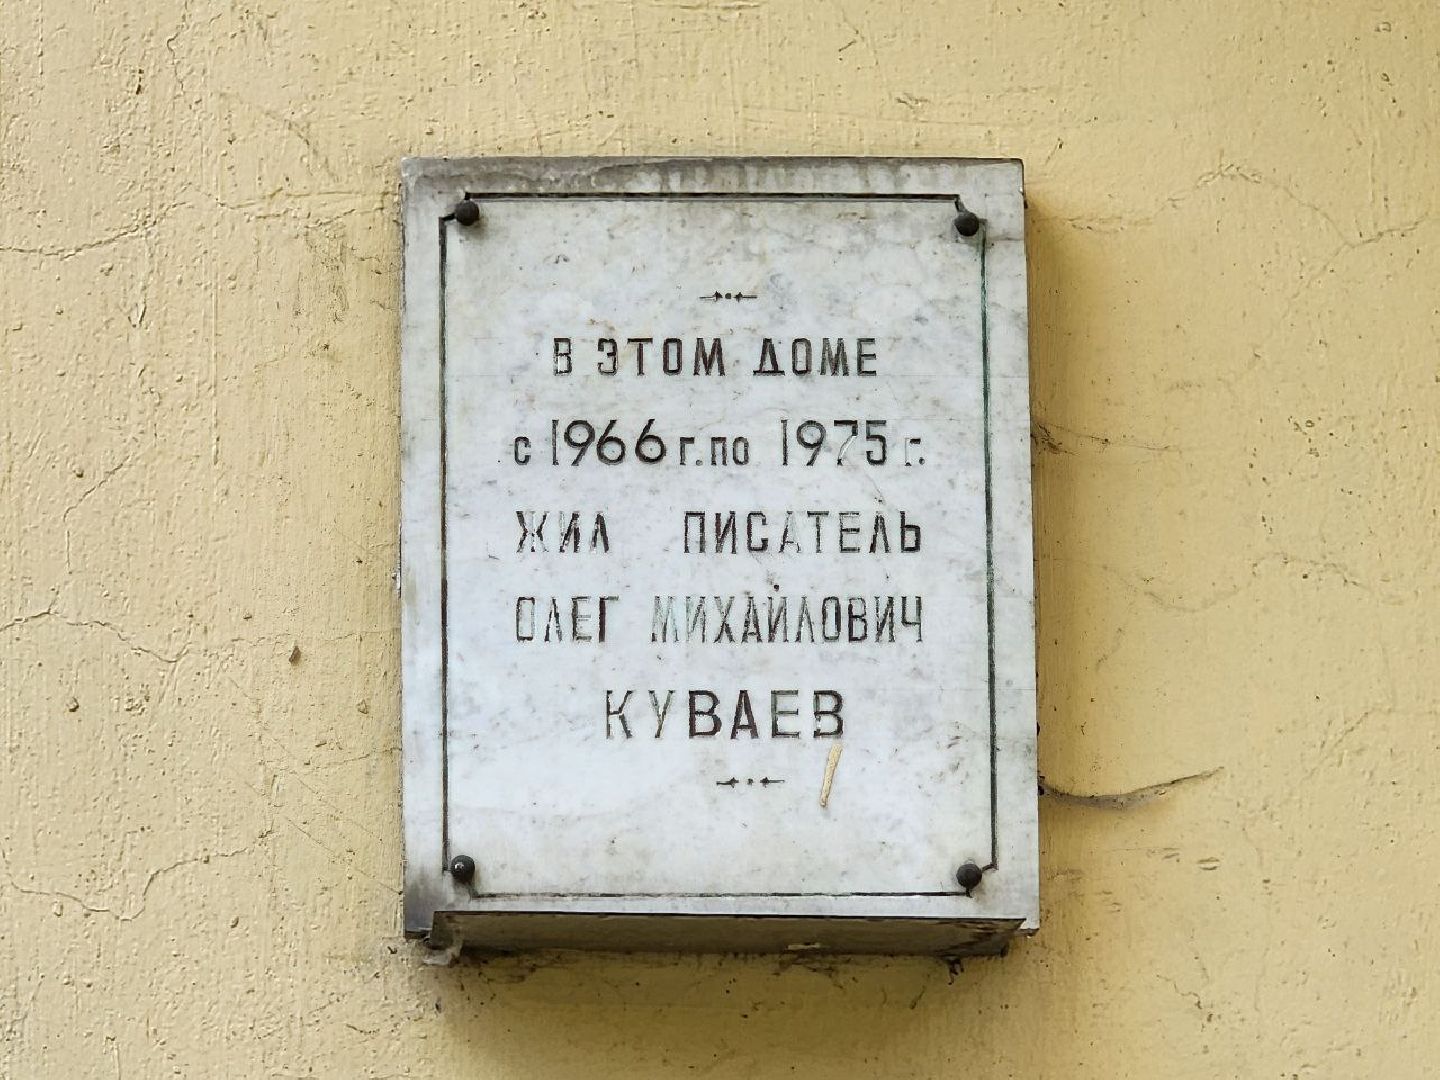 В ЭТОМ ДОМЕ
с 1966 г. по 1975 г.
ЖИЛ ПИСАТЕЛЬ
ОЛЕГ МИХАЙЛОВИЧ
КУВАЕВ